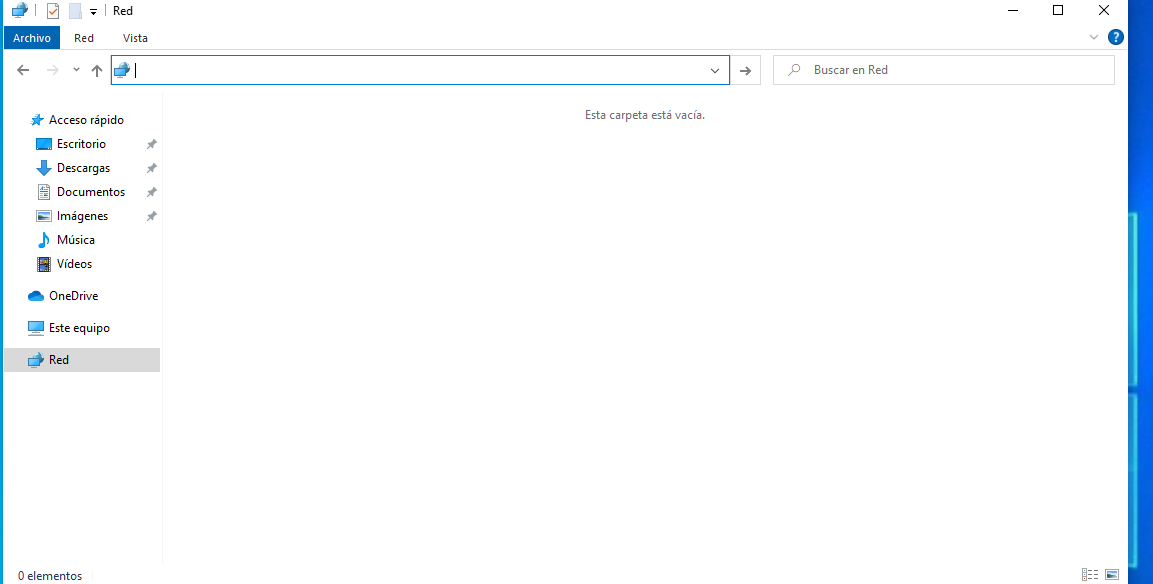 Red
Archivo
Red
Vista
?
Buscar en Red
Esta carpeta está vacía.
Acceso rápido
Escritorio
Descargas
Documentos
Imágenes
Música
Vídeos
OneDrive
Este equipo
Red
0 elementos